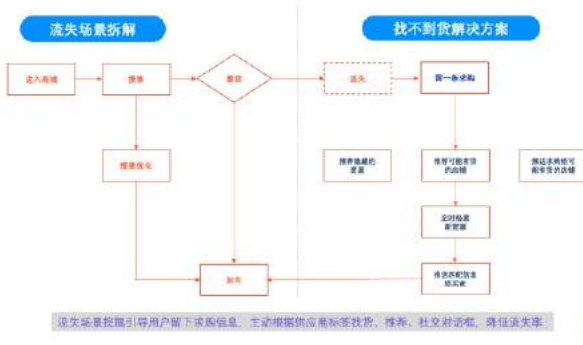 流失场景拆解
找不到货解决方案
进入商城
搜索
流失
留一条求购
搜索优化
推荐隐藏的
货源
推荐可能有货
的店铺
推送求购给可
能有货的店铺
定时检索
新货源
推送匹配信息
给买家
流失场景挖掘引导用户留下求购信息，主动根据供应商标签找货、推荐、社交对话框，降低流失率